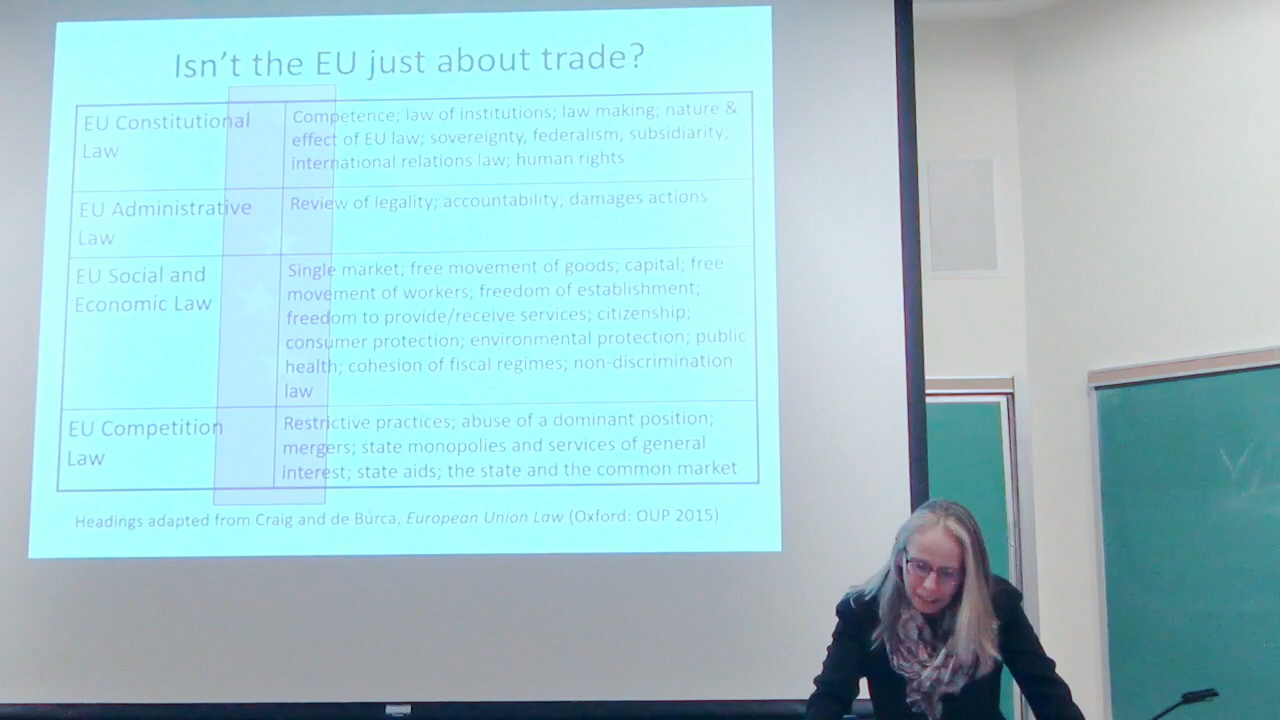 Isn't the EU just about trade?
EU Constitutional
Law
Competence; law of institutions; law making; nature &
effect of EU law; sovereignty, federalism, subsidiarity;
international relations law; human rights
EU Administrative
Law
Review of legality; accountability; damages actions
EU Social and
Economic Law
Single market; free movement of goods; capital; free
movement of workers; freedom of establishment;
freedom to provide/receive services; citizenship;
consumer protection; environmental protection; public
health; cohesion of fiscal regimes; non-discrimination
law
EU Competition
Law
Restrictive practices; abuse of a dominant position;
mergers; state monopolies and services of general
interest; state aids; the state and the common market
Headings adapted from Craig and de Búrca, European Union Law (Oxford: OUP 2015)